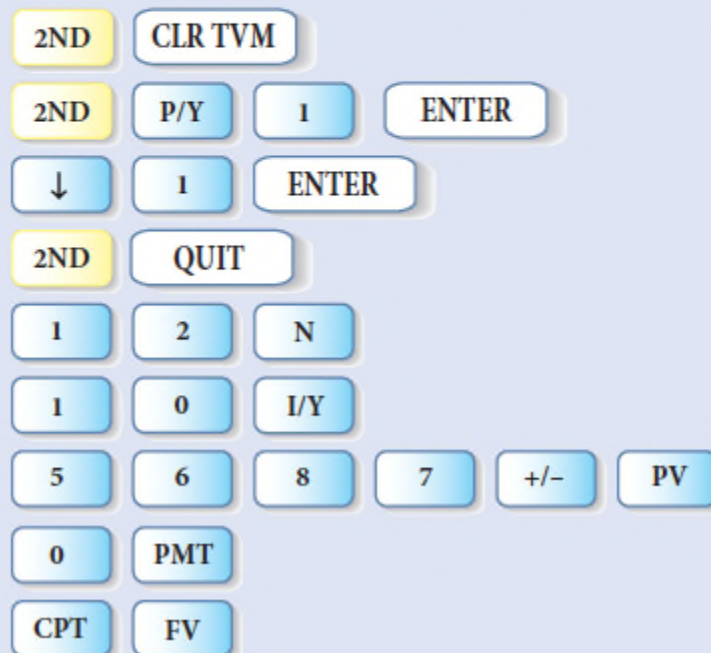 2ND CLR TVM
2ND P/Y 1 ENTER
↓ 1 ENTER
2ND QUIT
1 2 N
1 0 I/Y
5 6 8 7 +/– PV
0 PMT
CPT FV